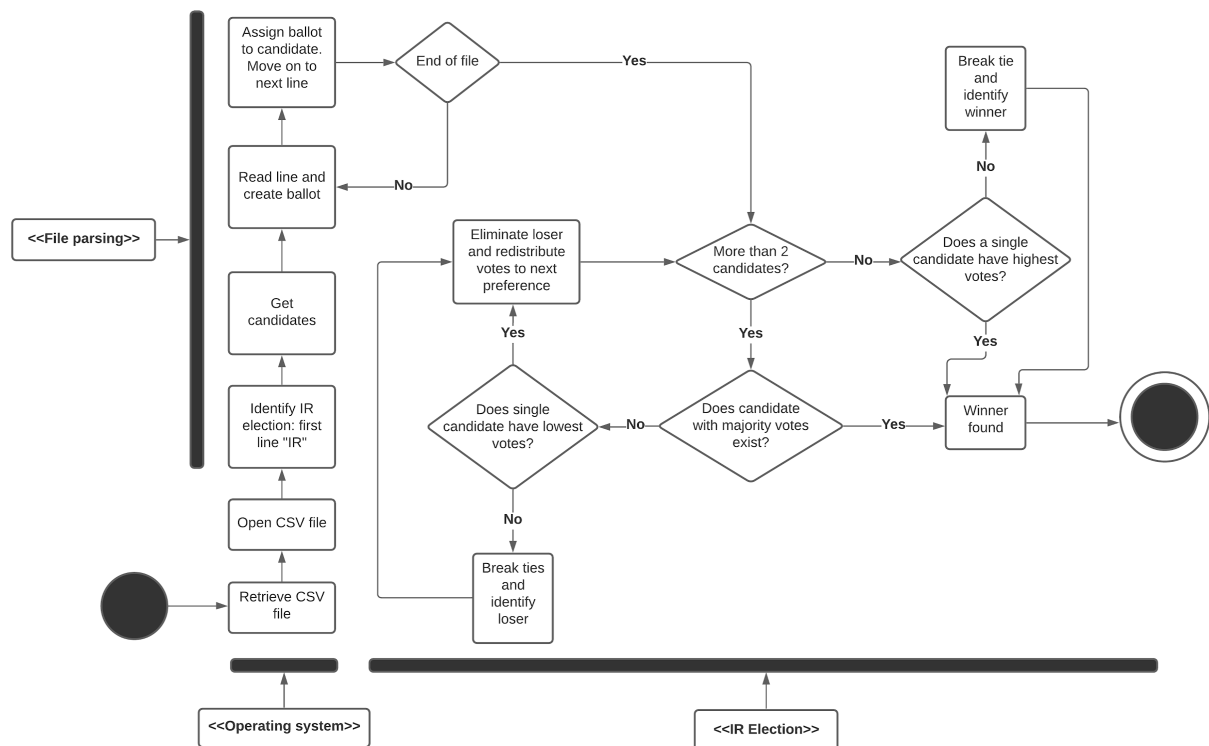 Assign ballot
to candidate.
Move on to
next line
End of file
Yes
Break tie
and
identify
winner
Read line and
create ballot
No
No
<<File parsing>>
Eliminate loser
and redistribute
votes to next
preference
More than 2
candidates?
No
Does a single
candidate have highest
votes?
Get
candidates
Yes
Yes
Yes
Identify IR
election: first
line "IR"
Does single
candidate have lowest
votes?
No
Does candidate
with majority votes
exist?
Yes
Winner
found
Open CSV file
No
Retrieve CSV
file
Break ties
and
identify
loser
<<Operating system>>
<<IR Election>>